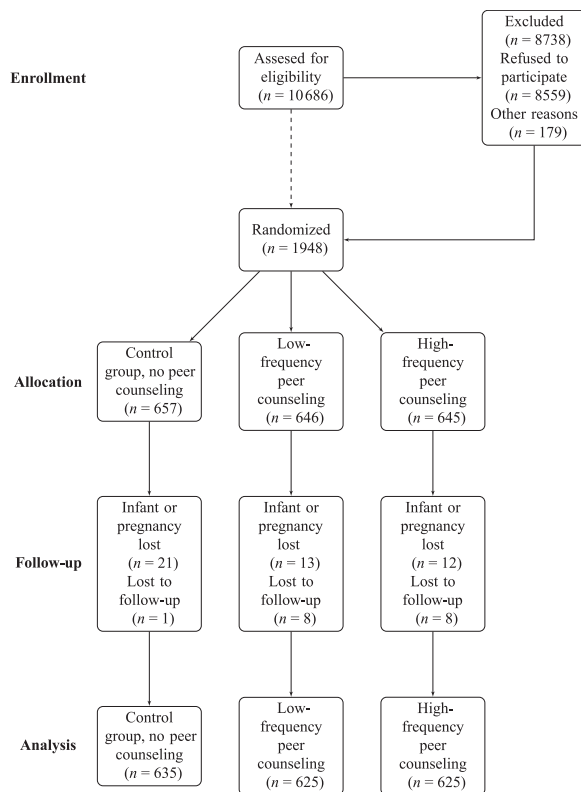 Enrollment
Assesed for
eligibility
(n = 10 686)
Excluded
(n = 8738)
Refused to
participate
(n = 8559)
Other reasons
(n = 179)
Randomized
(n = 1948)
Allocation
Control
group, no peer
counseling
(n = 657)
Low-
frequency
peer
counseling
(n = 646)
High-
frequency
peer
counseling
(n = 645)
Follow-up
Infant or
pregnancy
lost
(n = 21)
Lost to
follow-up
(n = 1)
Infant or
pregnancy
lost
(n = 13)
Lost to
follow-up
(n = 8)
Infant or
pregnancy
lost
(n = 12)
Lost to
follow-up
(n = 8)
Analysis
Control
group, no peer
counseling
(n = 635)
Low-
frequency
peer
counseling
(n = 625)
High-
frequency
peer
counseling
(n = 625)